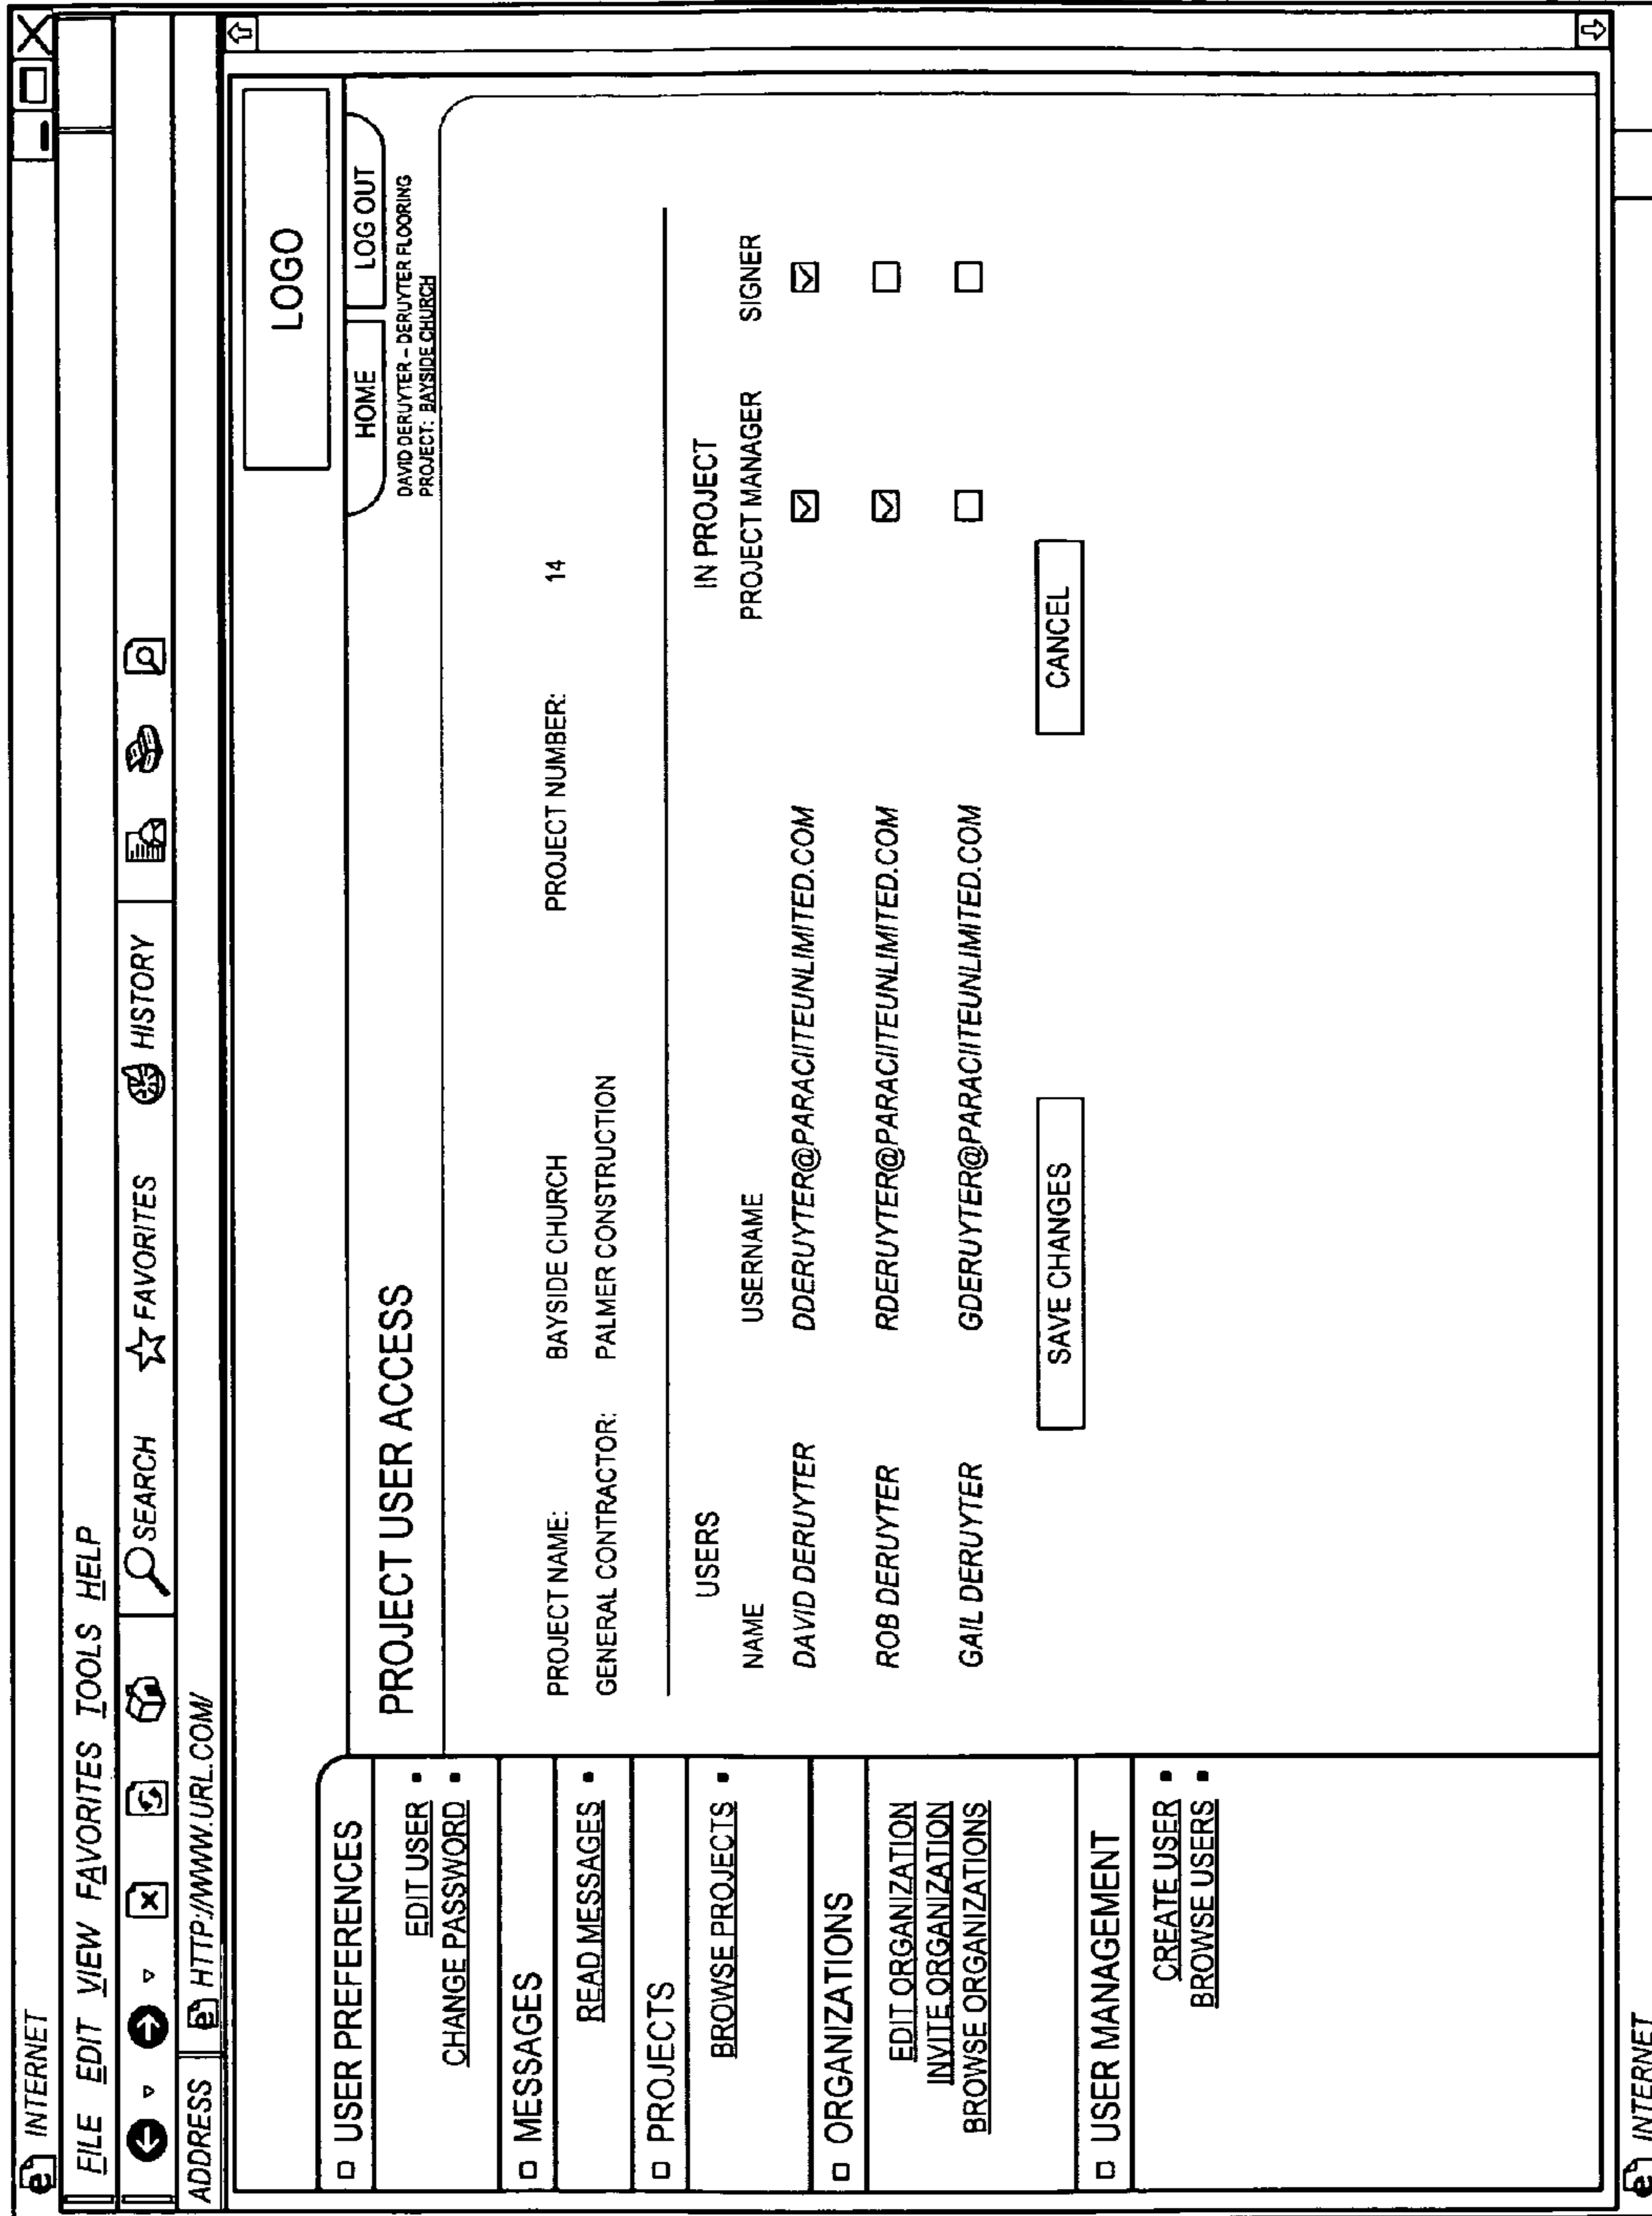 INTERNET
FILE EDIT VIEW FAVORITES TOOLS HELP
SEARCH FAVORITES HISTORY
ADDRESS HTTP://WWW.URL.COM/
LOGO
HOME LOG OUT
DAVID DERUYTER – DERUYTER FLOORING
PROJECT: BAYSIDE CHURCH
USER PREFERENCES
EDIT USER
CHANGE PASSWORD
MESSAGES
READ MESSAGES
PROJECTS
BROWSE PROJECTS
ORGANIZATIONS
EDIT ORGANIZATION
INVITE ORGANIZATION
BROWSE ORGANIZATIONS
USER MANAGEMENT
CREATE USER
BROWSE USERS
PROJECT USER ACCESS
PROJECT NAME: BAYSIDE CHURCH PROJECT NUMBER: 14
GENERAL CONTRACTOR: PALMER CONSTRUCTION
USERS IN PROJECT
NAME USERNAME PROJECT MANAGER SIGNER
DAVID DERUYTER DDERUYTER@PARACIITEUNLIMITED.COM
ROB DERUYTER RDERUYTER@PARACIITEUNLIMITED.COM
GAIL DERUYTER GDERUYTER@PARACIITEUNLIMITED.COM
SAVE CHANGES CANCEL
INTERNET